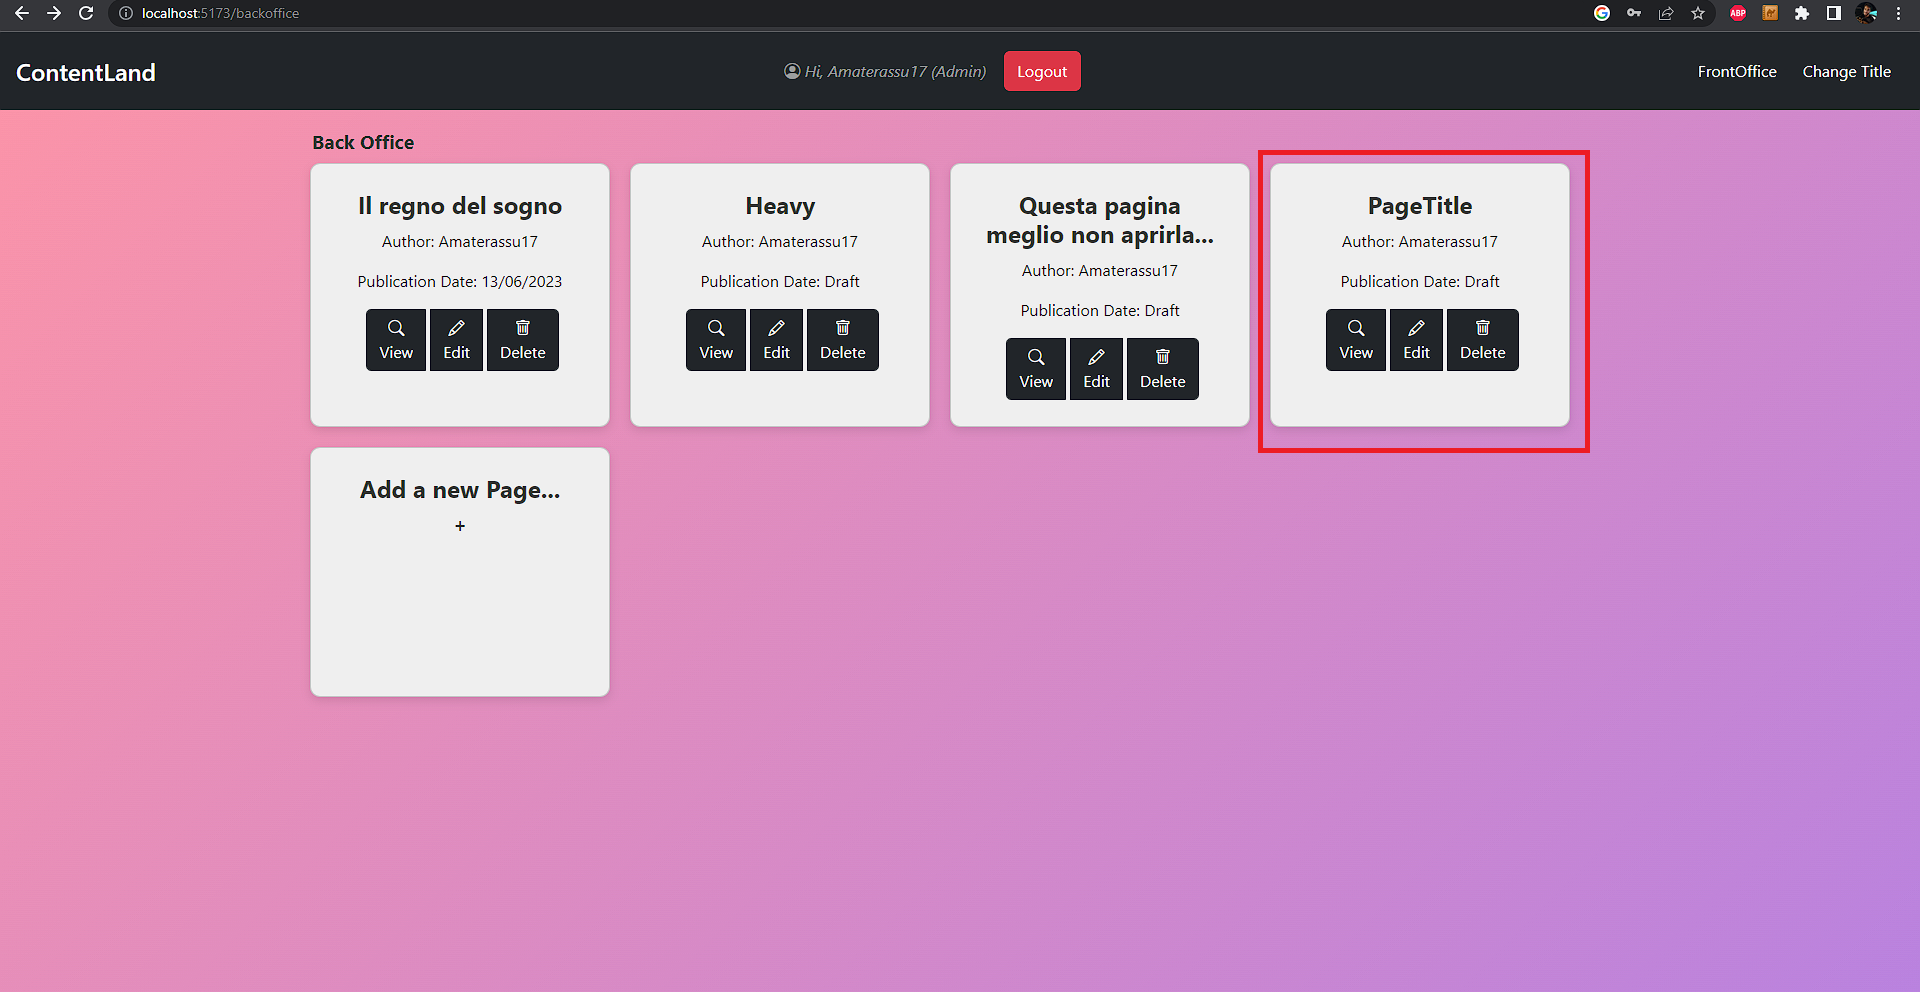 localhost:5173/backoffice
ABP
ContentLand
Hi, Amaterassu17 (Admin)
Logout
FrontOffice
Change Title
Back Office
Il regno del sogno
Author: Amaterassu17
Publication Date: 13/06/2023
View
Edit
Delete
Heavy
Author: Amaterassu17
Publication Date: Draft
View
Edit
Delete
Questa pagina
meglio non aprirla...
Author: Amaterassu17
Publication Date: Draft
View
Edit
Delete
PageTitle
Author: Amaterassu17
Publication Date: Draft
View
Edit
Delete
Add a new Page...
+